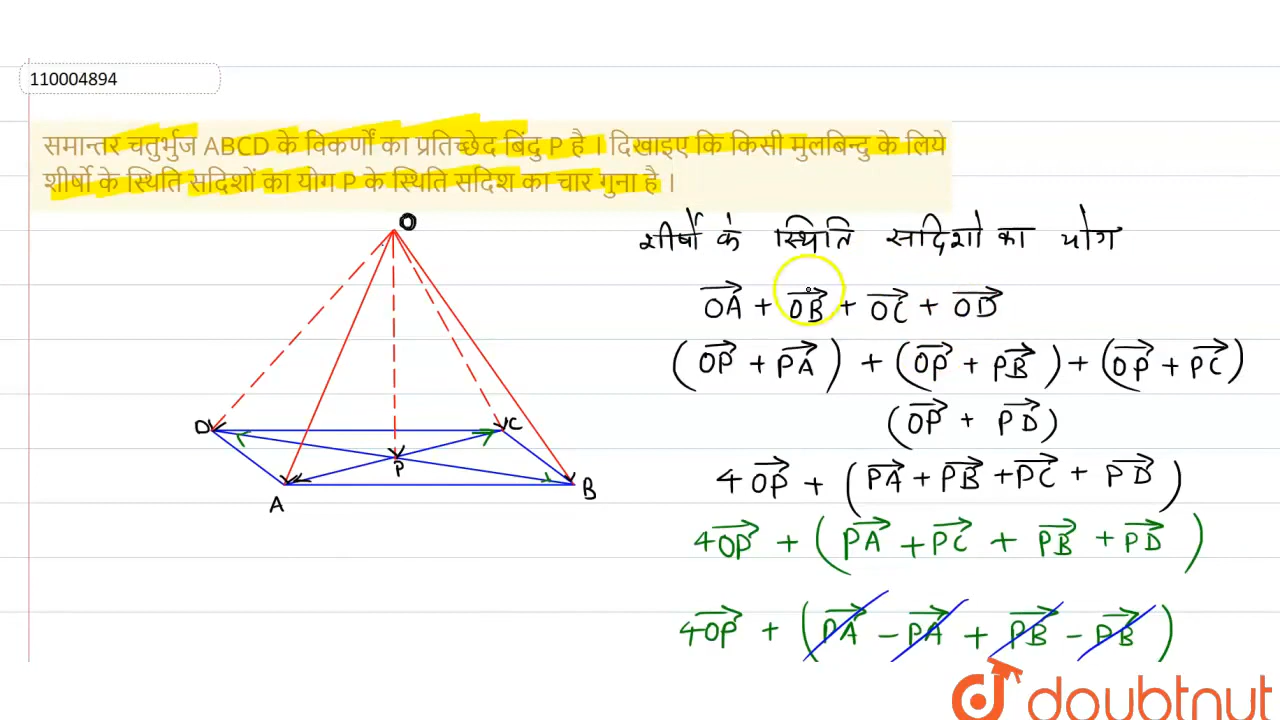 110004894
समान्तर चतुर्भुज ABCD के विकर्णों का प्रतिच्छेद बिंदु P है । दिखाइए कि किसी मुलबिन्दु के लिये
शीर्षो के स्थिति सदिशों का योग P के स्थिति सदिश का चार गुना है ।
O
शीर्षो के स्थिति सदिशो का योग
OA + OB + OC + OD
(OP + PA) + (OP + PB) + (OP + PC)
(OP + PD)
D
C
P
4OP + (PA + PB + PC + PD)
A
B
4OP + (PA + PC + PB + PD)
4OP + (PA - PA + PB - PB)
doubtnut